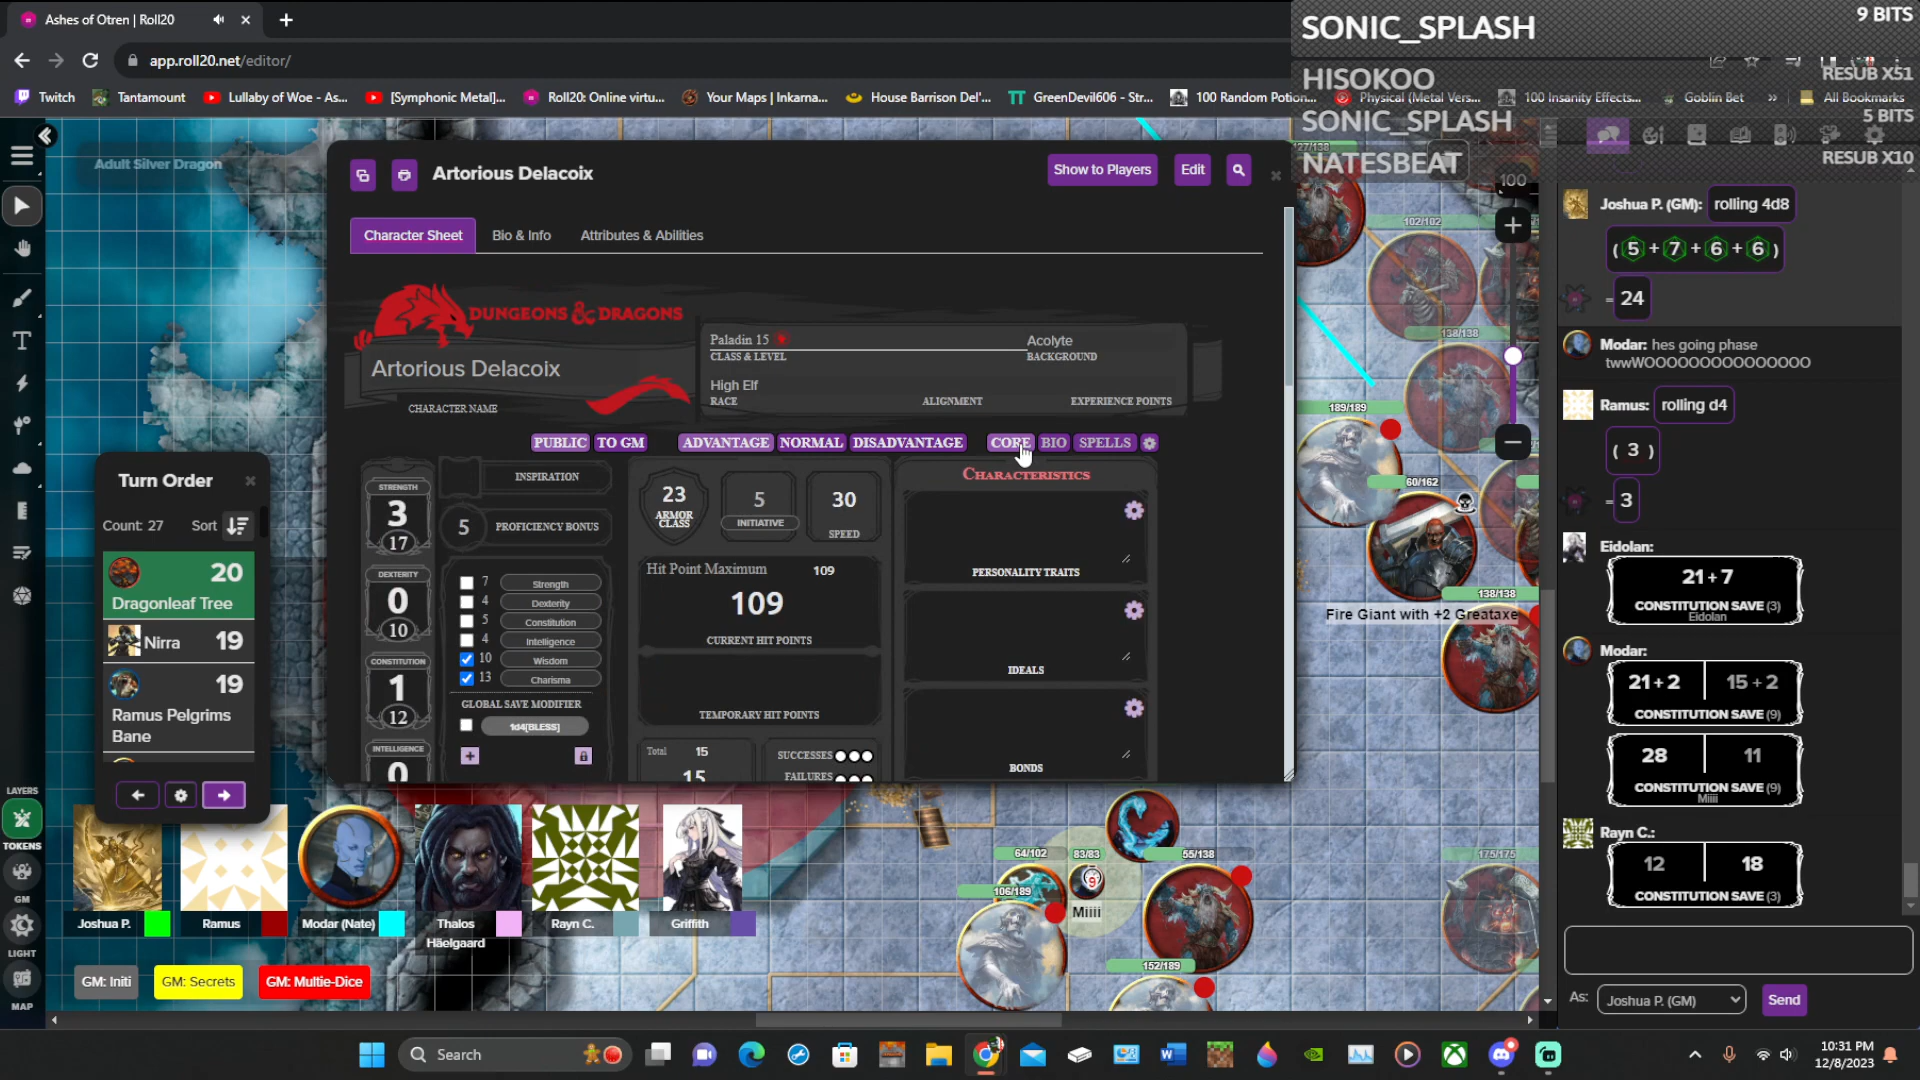 Ashes of Otren | Roll20
app.roll20.net/editor/
Twitch
Tantamount
Lullaby of Woe - As...
[Symphonic Metal]...
Roll20: Online virtu...
Your Maps | Inkarna...
House Barrison Del'...
GreenDevil606 - Str...
100 Random Potion...
Physical (Metal Vers...
100 Insanity Effects...
Goblin Bet
All Bookmarks
SONIC_SPLASH 9 BITS
HISOKOO RESUB X51
SONIC_SPLASH 5 BITS
NATESBEAT RESUB X10
Adult Silver Dragon
Artorious Delacoix
Show to Players
Edit
Character Sheet
Bio & Info
Attributes & Abilities
DUNGEONS & DRAGONS
Artorious Delacoix
CHARACTER NAME
Paladin 15
CLASS & LEVEL
Acolyte
BACKGROUND
High Elf
RACE
ALIGNMENT
EXPERIENCE POINTS
PUBLIC TO GM
ADVANTAGE NORMAL DISADVANTAGE
CORE BIO SPELLS
STRENGTH
3
17
DEXTERITY
0
10
CONSTITUTION
1
12
INTELLIGENCE
0
INSPIRATION
5 PROFICIENCY BONUS
7 Strength
4 Dexterity
5 Constitution
4 Intelligence
10 Wisdom
13 Charisma
GLOBAL SAVE MODIFIER
1d4[BLESS]
23
ARMOR
CLASS
5
INITIATIVE
30
SPEED
Hit Point Maximum 109
109
CURRENT HIT POINTS
TEMPORARY HIT POINTS
Total 15
15
SUCCESSES
FAILURES
CHARACTERISTICS
PERSONALITY TRAITS
IDEALS
BONDS
Turn Order
Count: 27 Sort
20
Dragonleaf Tree
Nirra 19
19
Ramus Pelgrims
Bane
LAYERS
TOKENS
GM
LIGHT
MAP
Joshua P.
Ramus
Modar (Nate)
Thalos
Häelgaard
Rayn C.
Griffith
GM: Initi
GM: Secrets
GM: Multie-Dice
127/138
102/102
138/138
189/189
60/162
138/138
Fire Giant with +2 Greataxe
64/102
83/83
55/138
106/189
9
Miiii
152/189
175/175
100
Joshua P. (GM): rolling 4d8
(5+7+6+6)
=24
Modar: hes going phase
twwWOOOOOOOOOOOOOOO
Ramus: rolling d4
(3)
=3
Eidolan:
21+7
CONSTITUTION SAVE (3)
Eidolan
Modar:
21+2 15+2
CONSTITUTION SAVE (9)
28 11
CONSTITUTION SAVE (9)
Miiii
Rayn C.:
12 18
CONSTITUTION SAVE (3)
As: Joshua P. (GM)
Send
Search
10:31 PM
12/8/2023